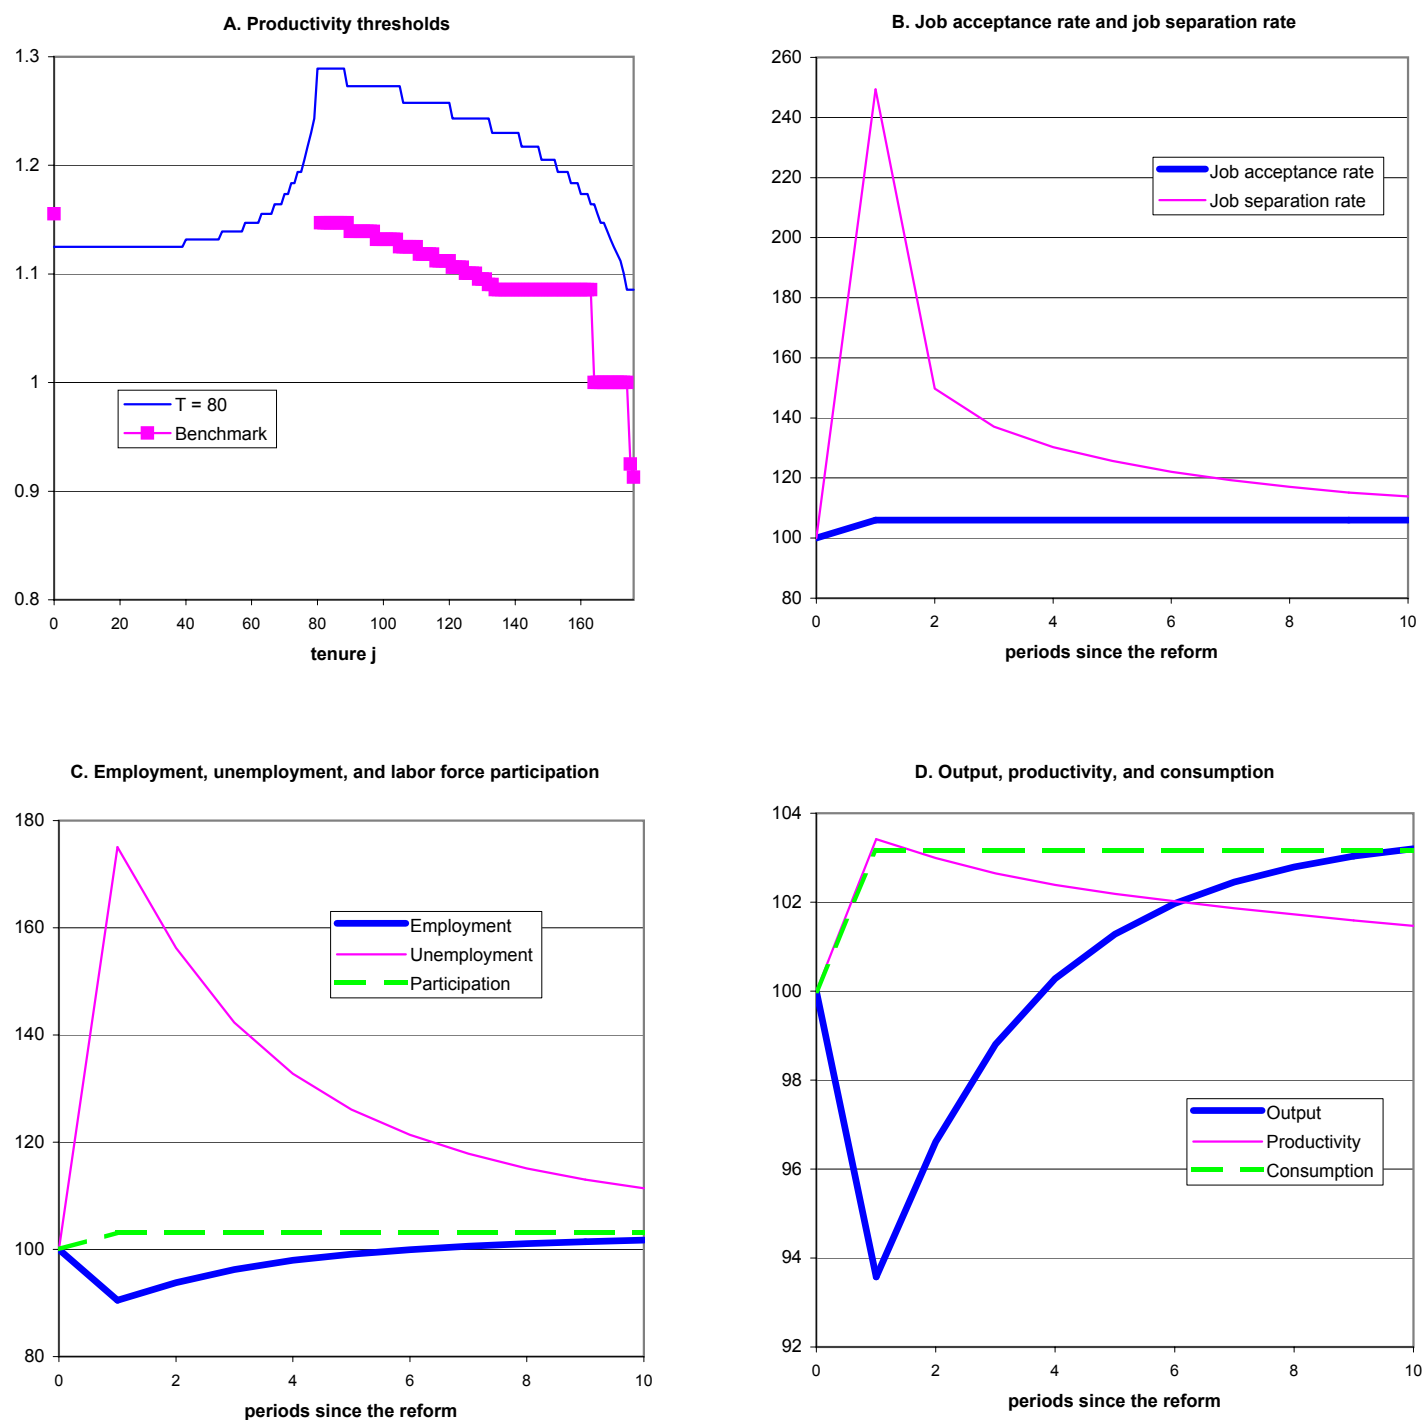 A. Productivity thresholds
1.3
1.2
1.1
1
0.9
0.8
T = 80
Benchmark
0 20 40 60 80 100 120 140 160
tenure j
B. Job acceptance rate and job separation rate
260
240
220
200
180
160
140
120
100
80
Job acceptance rate
Job separation rate
0 2 4 6 8 10
periods since the reform
C. Employment, unemployment, and labor force participation
180
160
140
120
100
80
Employment
Unemployment
Participation
0 2 4 6 8 10
periods since the reform
D. Output, productivity, and consumption
104
102
100
98
96
94
92
Output
Productivity
Consumption
0 2 4 6 8 10
periods since the reform